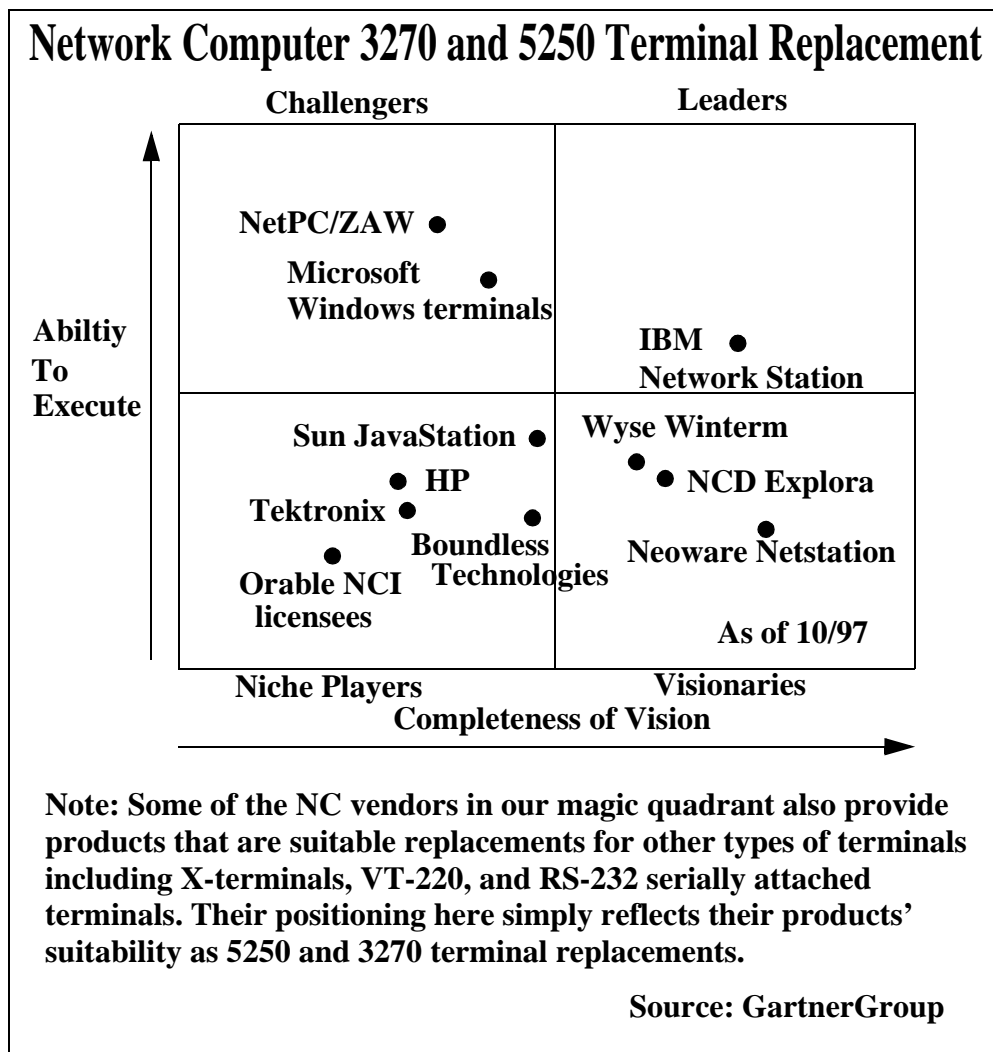 Network Computer 3270 and 5250 Terminal Replacement
Challengers
Leaders
NetPC/ZAW
Microsoft
Windows terminals
Abiltiy
To
Execute
IBM
Network Station
Sun JavaStation
Wyse Winterm
HP
NCD Explora
Tektronix
Boundless
Technologies
Neoware Netstation
Orable NCI
licensees
As of 10/97
Niche Players
Visionaries
Completeness of Vision
Note: Some of the NC vendors in our magic quadrant also provide
products that are suitable replacements for other types of terminals
including X-terminals, VT-220, and RS-232 serially attached
terminals. Their positioning here simply reflects their products’
suitability as 5250 and 3270 terminal replacements.
Source: GartnerGroup